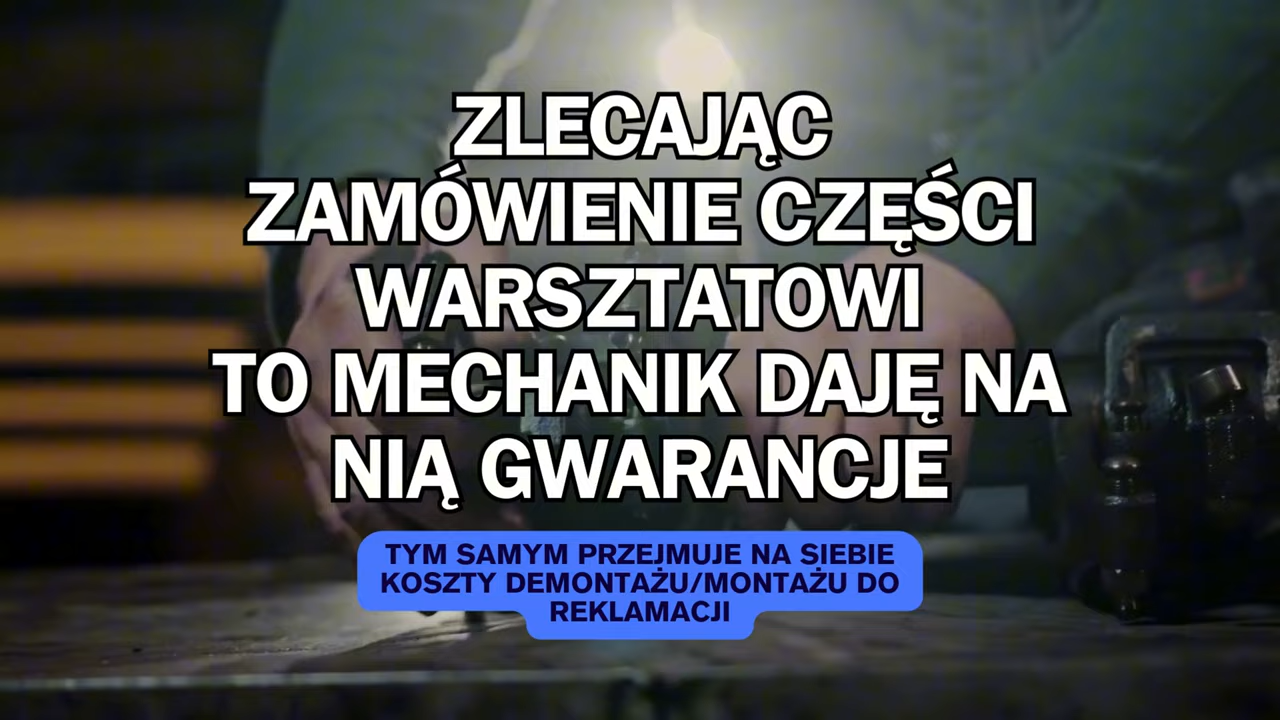 ZLECAJĄC
ZAMÓWIENIE CZĘŚCI
WARSZTATOWI
TO MECHANIK DAJĘ NA
NIĄ GWARANCJE
TYM SAMYM PRZEJMUJE NA SIEBIE
KOSZTY DEMONTAŻU/MONTAŻU DO
REKLAMACJI